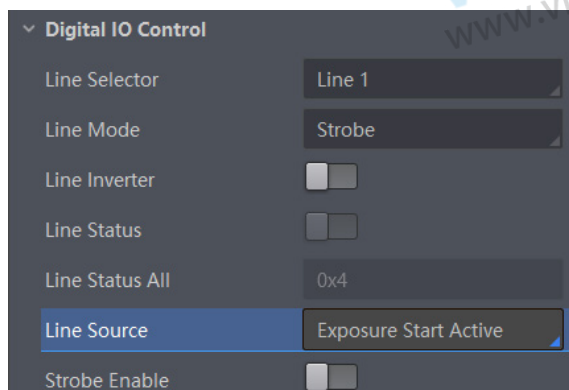 www.v
Digital IO Control
Line Selector Line 1
Line Mode Strobe
Line Inverter
Line Status
Line Status All 0x4
Line Source Exposure Start Active
Strobe Enable